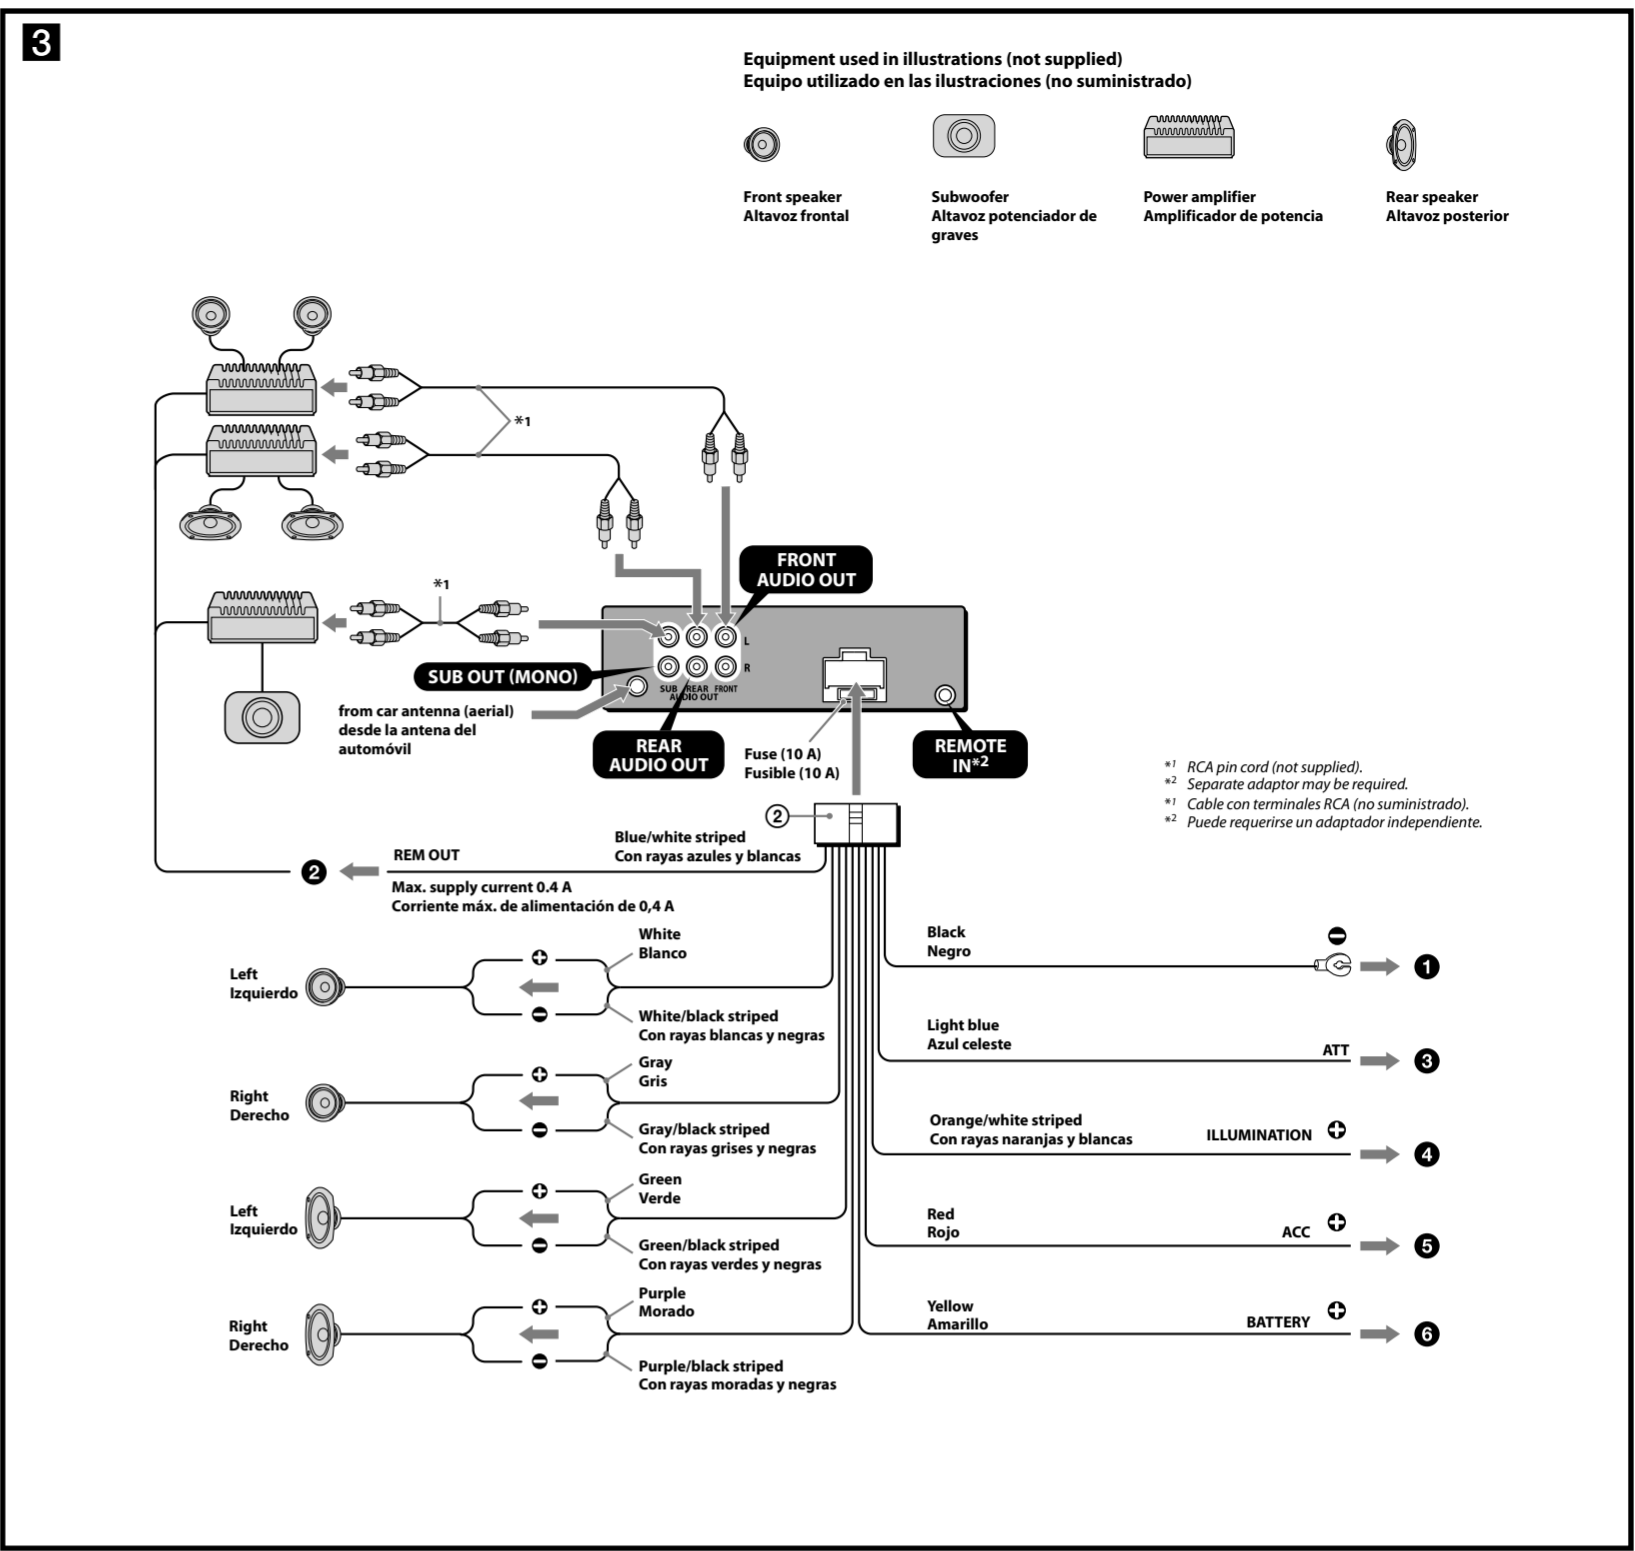 3
Equipment used in illustrations (not supplied)
Equipo utilizado en las ilustraciones (no suministrado)
Front speaker
Altavoz frontal
Subwoofer
Altavoz potenciador de
graves
Power amplifier
Amplificador de potencia
Rear speaker
Altavoz posterior
*1
*1
FRONT
AUDIO OUT
L
R
SUB REAR FRONT
AUDIO OUT
SUB OUT (MONO)
from car antenna (aerial)
desde la antena del
automóvil
REAR
AUDIO OUT
Fuse (10 A)
Fusible (10 A)
REMOTE
IN*2
*1 RCA pin cord (not supplied).
*2 Separate adaptor may be required.
*1 Cable con terminales RCA (no suministrado).
*2 Puede requerirse un adaptador independiente.
2
Blue/white striped
Con rayas azules y blancas
2
REM OUT
Max. supply current 0.4 A
Corriente máx. de alimentación de 0,4 A
Left
Izquierdo
+
−
White
Blanco
White/black striped
Con rayas blancas y negras
Right
Derecho
+
−
Gray
Gris
Gray/black striped
Con rayas grises y negras
Left
Izquierdo
+
−
Green
Verde
Green/black striped
Con rayas verdes y negras
Right
Derecho
+
−
Purple
Morado
Purple/black striped
Con rayas moradas y negras
Black
Negro
−
1
Light blue
Azul celeste
ATT
3
Orange/white striped
Con rayas naranjas y blancas
ILLUMINATION +
4
Red
Rojo
ACC +
5
Yellow
Amarillo
BATTERY +
6